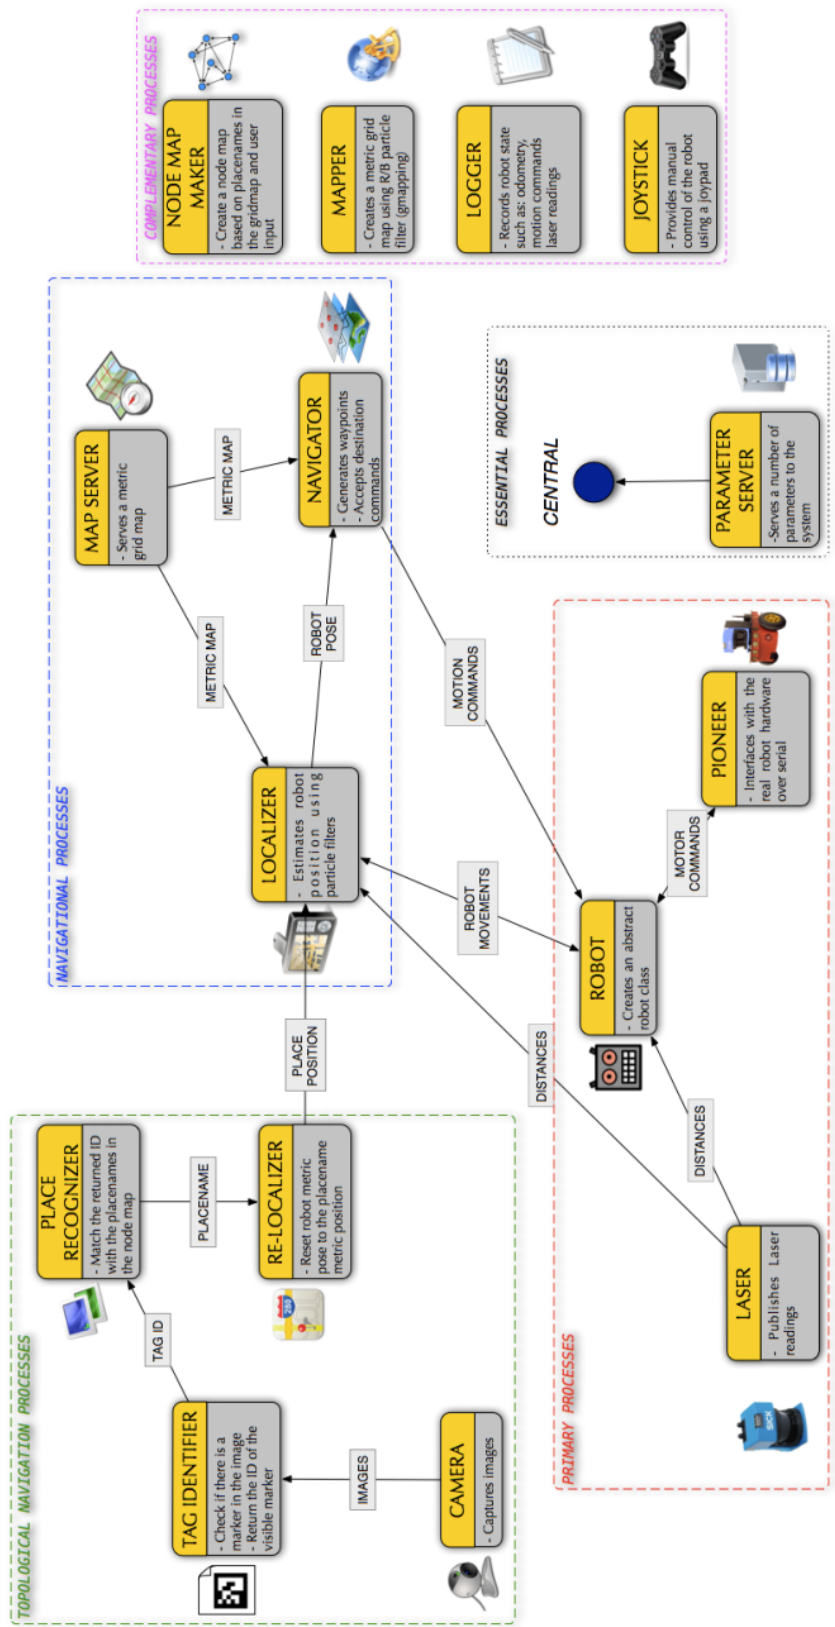 TOPOLOGICAL NAVIGATION PROCESSES
TAG IDENTIFIER
- Check if there is a
marker in the image
- Return the ID of the
visible marker
TAG ID
PLACE
RECOGNIZER
- Match the returned ID
with the placenames in
the node map
IMAGES
PLACENAME
CAMERA
- Captures images
RE-LOCALIZER
- Reset robot metric
pose to the placename
metric position
280
PLACE
POSITION
NAVIGATIONAL PROCESSES
MAP SERVER
- Serves a metric
grid map
METRIC MAP
METRIC MAP
LOCALIZER
- Estimates robot
position using
particle filters
ROBOT
POSE
NAVIGATOR
- Generates waypoints
- Accepts destination
commands
COMPLEMENTARY PROCESSES
NODE MAP
MAKER
- Create a node map
based on placenames in
the gridmap and user
input
MAPPER
- Creates a metric grid
map using R/B particle
filter (gmapping)
LOGGER
- Records robot state
such as: odometry,
motion commands
laser readings
JOYSTICK
- Provides manual
control of the robot
using a joypad
DISTANCES
ROBOT
MOVEMENTS
MOTION
COMMANDS
PRIMARY PROCESSES
LASER
- Publishes Laser
readings
SICK
DISTANCES
ROBOT
- Creates an abstract
robot class
MOTOR
COMMANDS
PIONEER
- Interfaces with the
real robot hardware
over serial
ESSENTIAL PROCESSES
CENTRAL
PARAMETER
SERVER
-Serves a number of
parameters to the
system